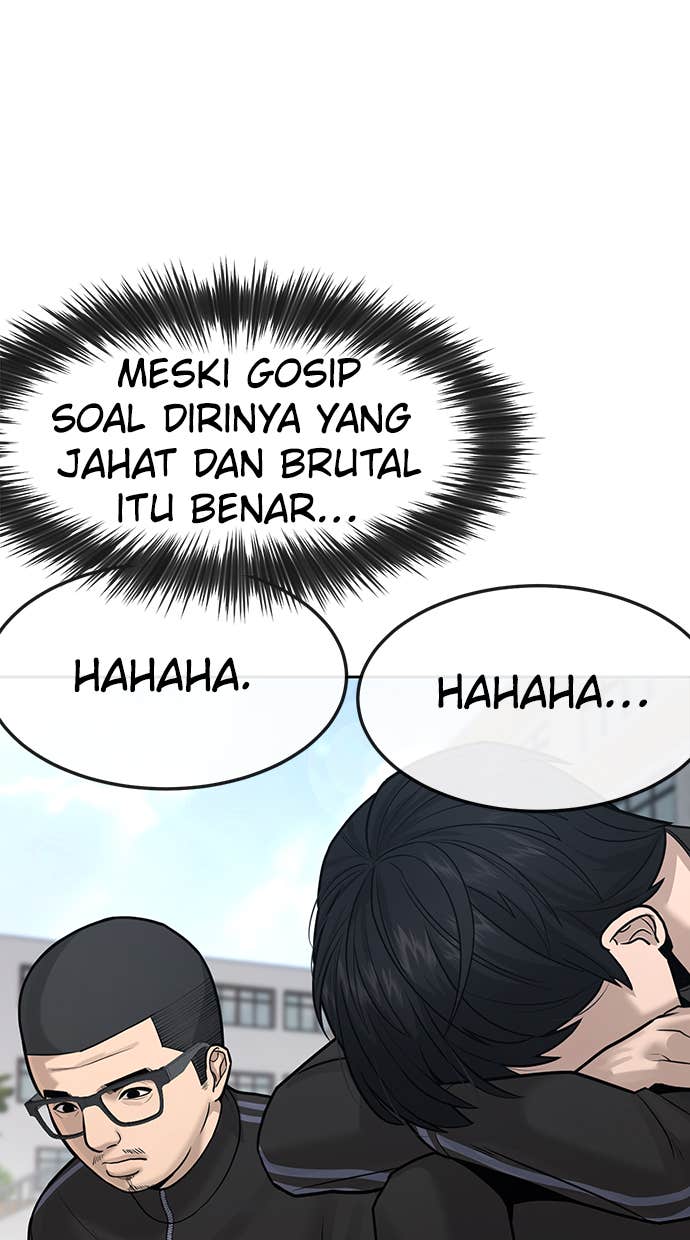 MESKI GOSIP
SOAL DIRINYA YANG
JAHAT DAN BRUTAL
ITU BENAR...
HAHAHA.
HAHAHA...